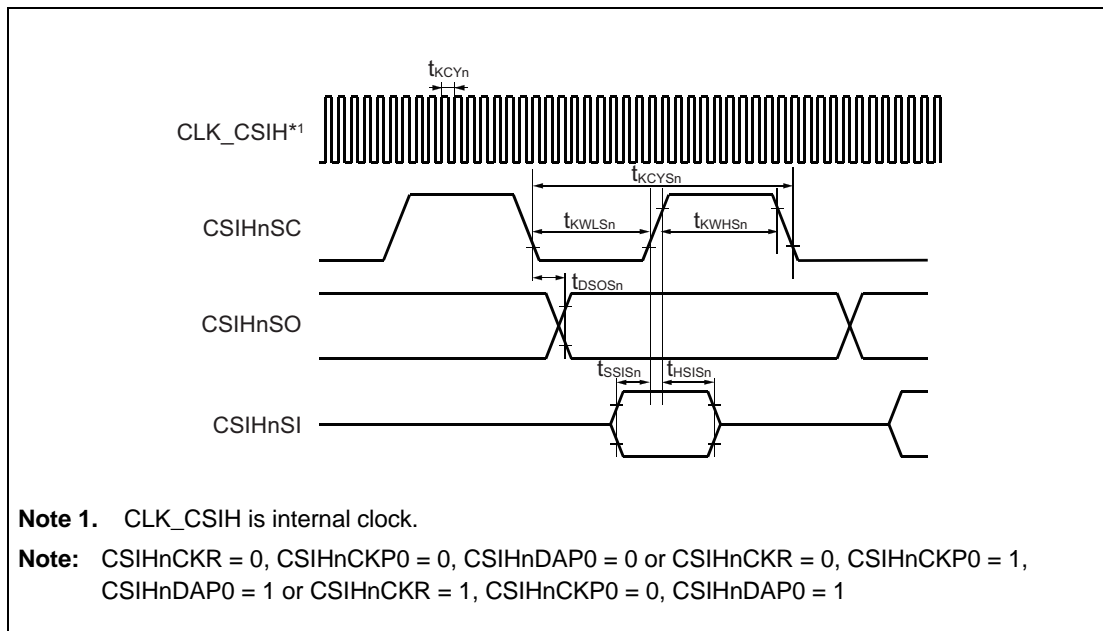 tKCYn
CLK_CSIH*1
tKCYSn
CSIHnSC
tKWLSn
tKWHSn
tDSOSn
CSIHnSO
tSSISn
tHSISn
CSIHnSI
Note 1. CLK_CSIH is internal clock.
Note: CSIHnCKR = 0, CSIHnCKP0 = 0, CSIHnDAP0 = 0 or CSIHnCKR = 0, CSIHnCKP0 = 1,
CSIHnDAP0 = 1 or CSIHnCKR = 1, CSIHnCKP0 = 0, CSIHnDAP0 = 1